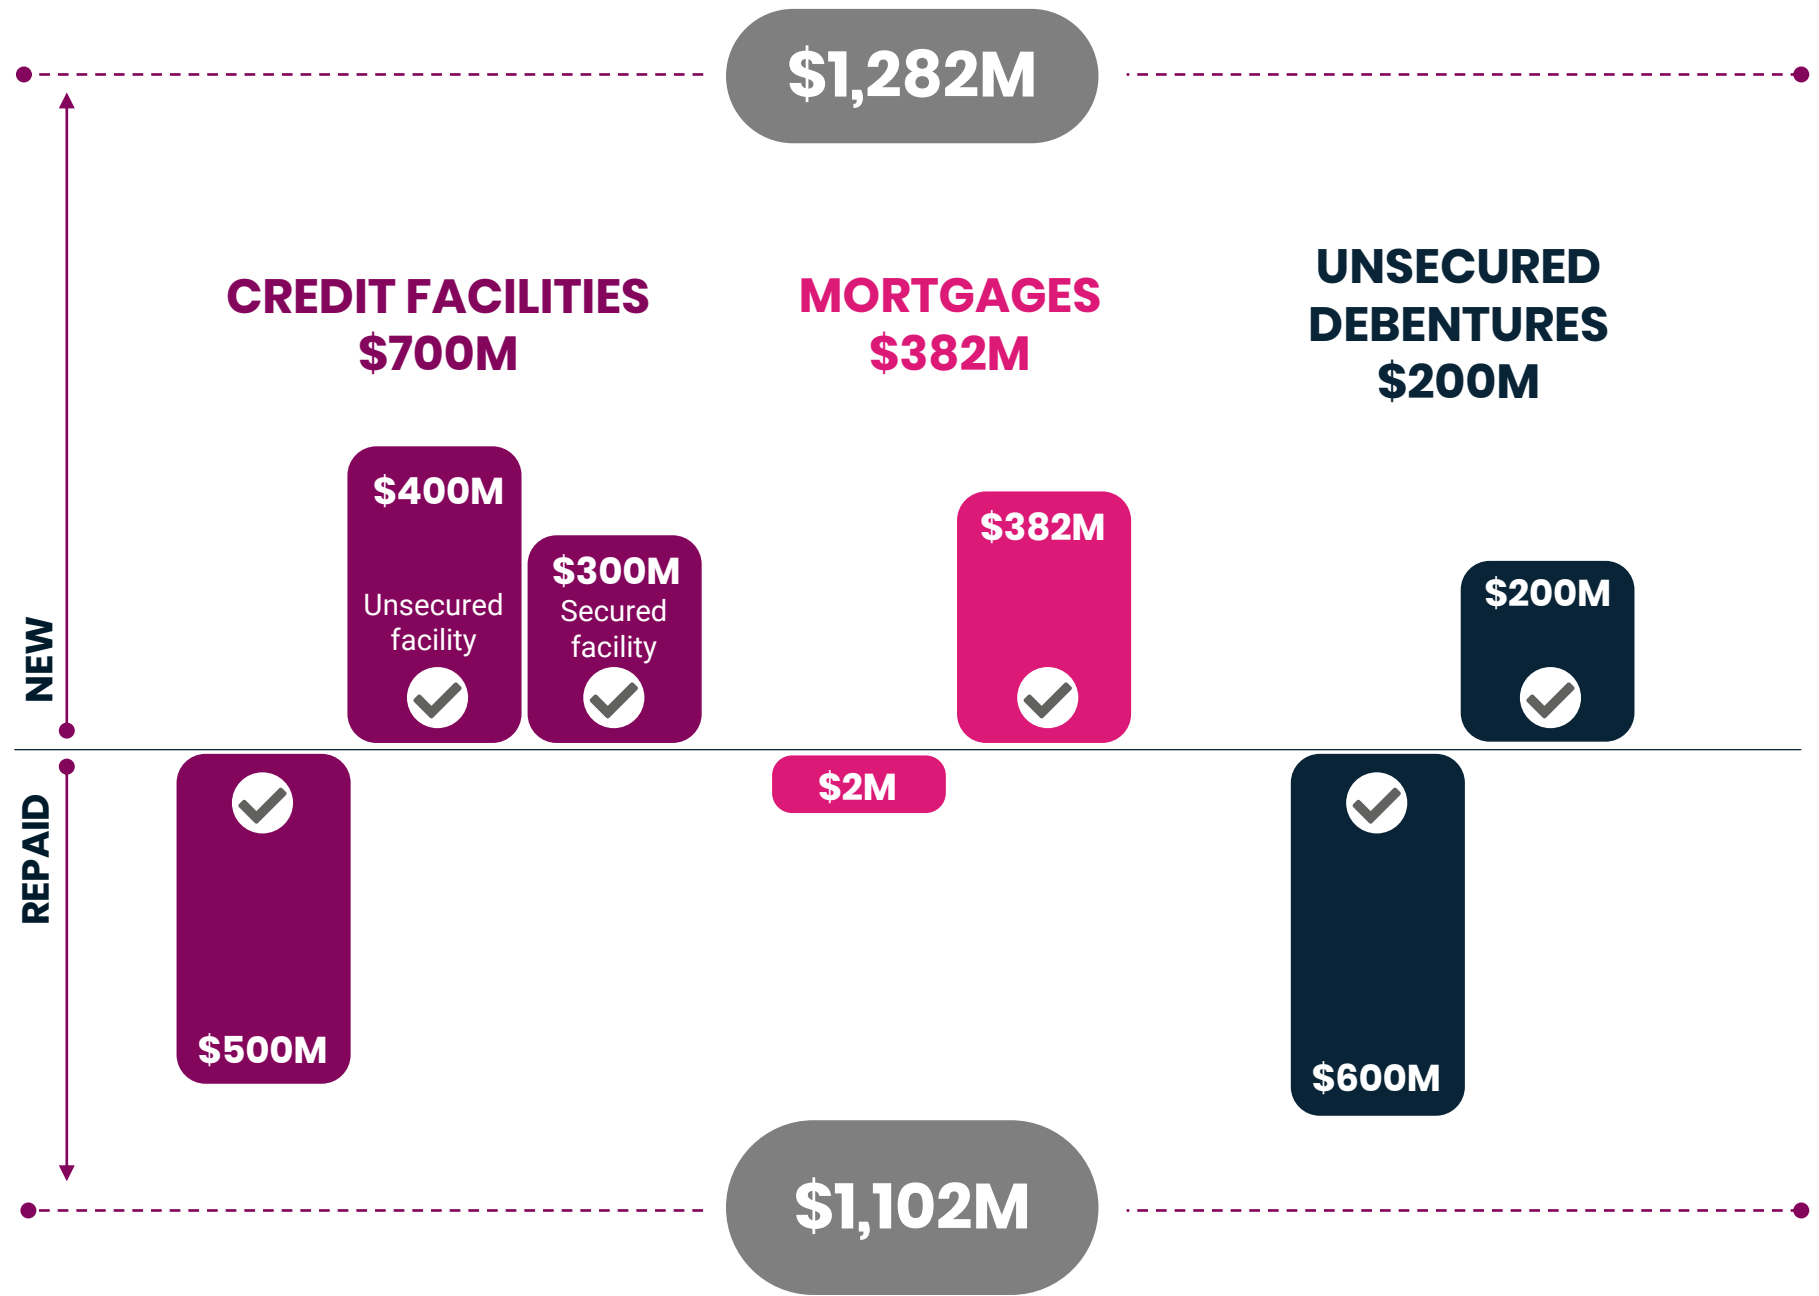 $1,282M
CREDIT FACILITIES
$700M
MORTGAGES
$382M
UNSECURED
DEBENTURES
$200M
NEW
$400M
Unsecured
facility
$300M
Secured
facility
$382M
$200M
REPAID
$500M
$2M
$600M
$1,102M